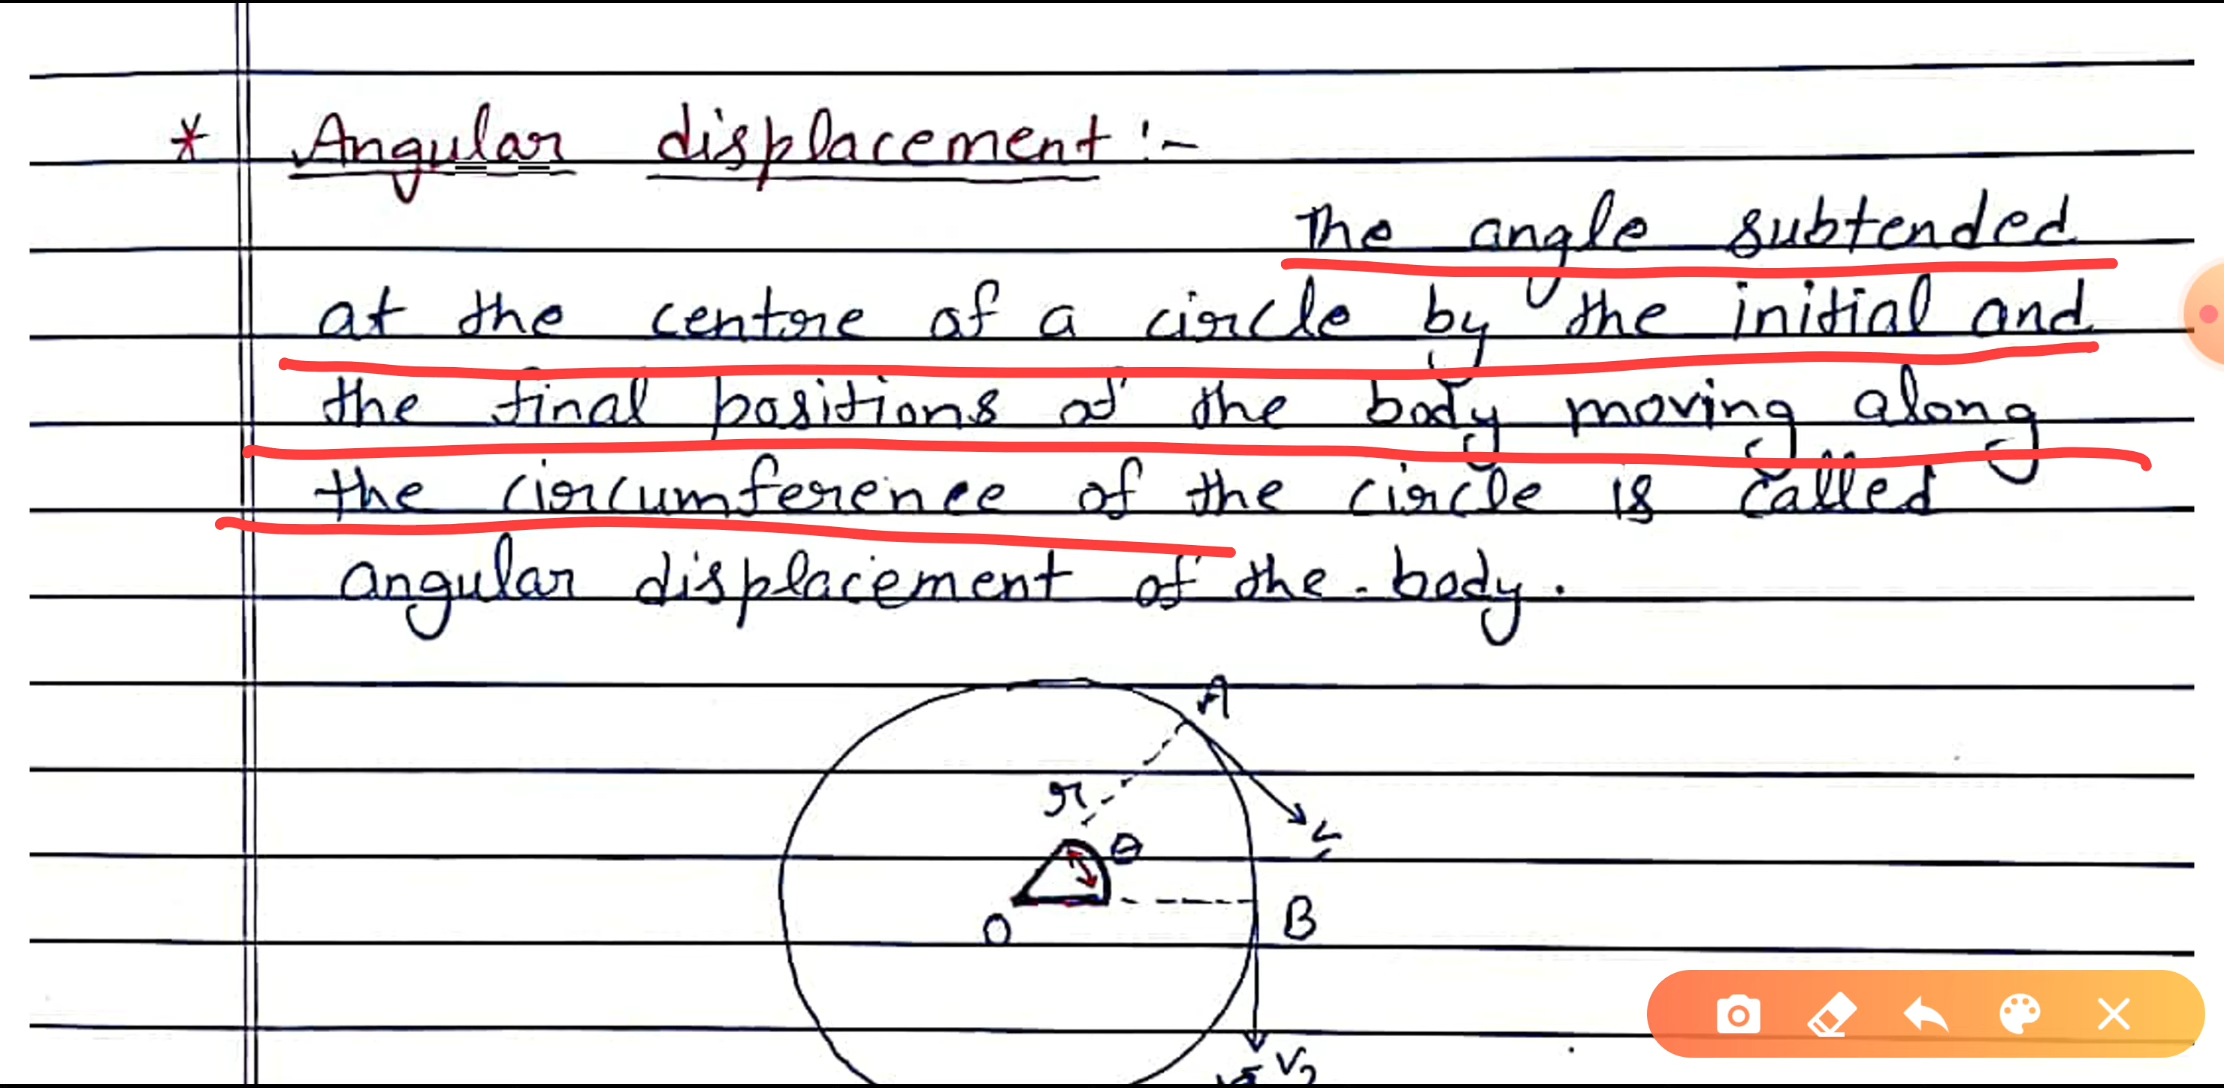 * Angular displacement :-
The angle subtended
at the centre of a circle by the initial and
the final positions of the body moving along
the circumference of the circle is called
angular displacement of the body.
A
r
θ
B
O
V₂